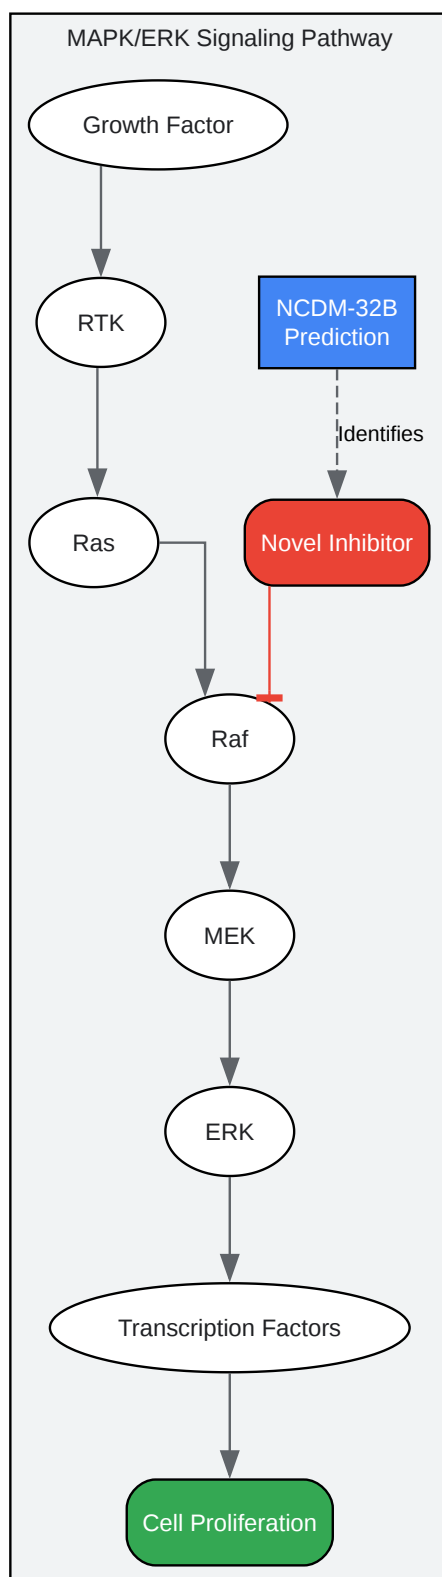 MAPK/ERK Signaling Pathway
Growth Factor
RTK
NCDM-32B
Prediction
Identifies
Ras
Novel Inhibitor
Raf
MEK
ERK
Transcription Factors
Cell Proliferation